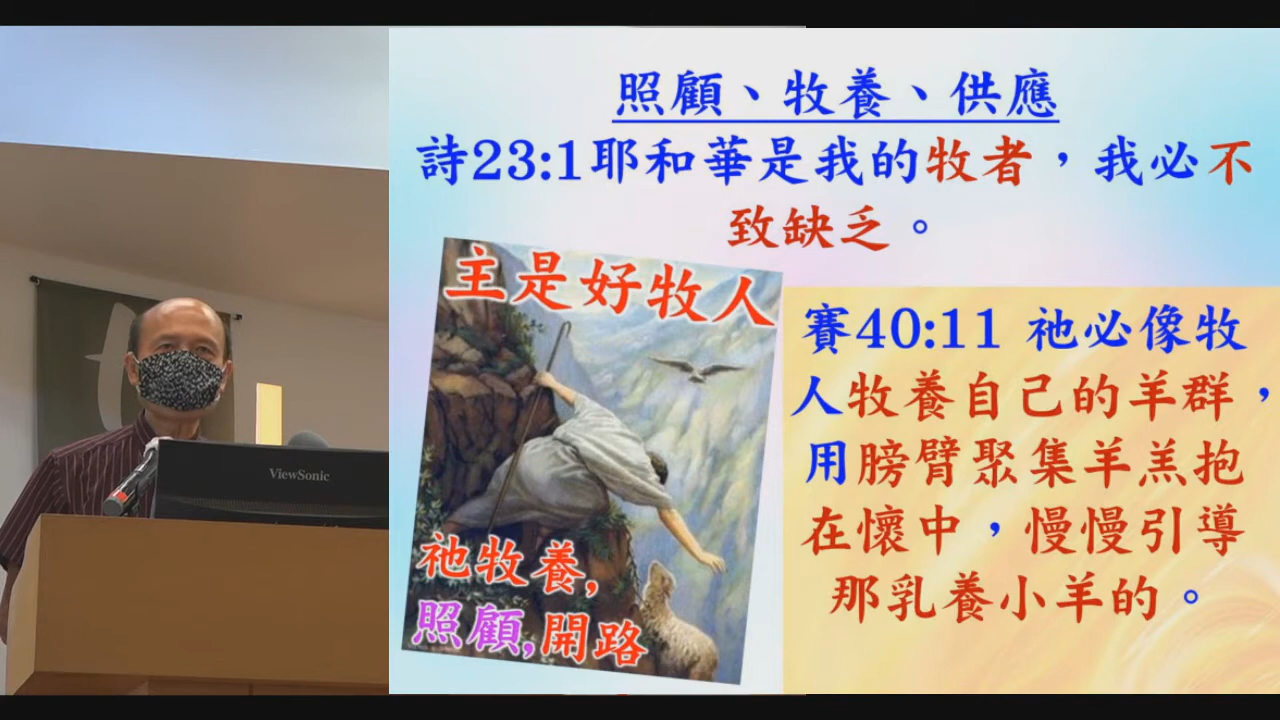 照顧、牧養、供應
詩23:1耶和華是我的牧者，我必不
致缺乏。
主是好牧人
祂牧養,
照顧,開路
賽40:11 祂必像牧
人牧養自己的羊群，
用膀臂聚集羊羔抱
在懷中，慢慢引導
那乳養小羊的。
ViewSonic